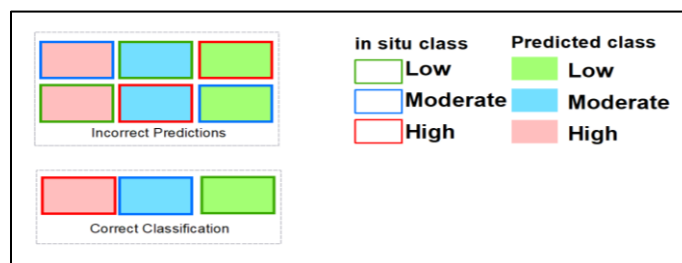 Incorrect Predictions
Correct Classification
in situ class
Low
Moderate
High
Predicted class
Low
Moderate
High